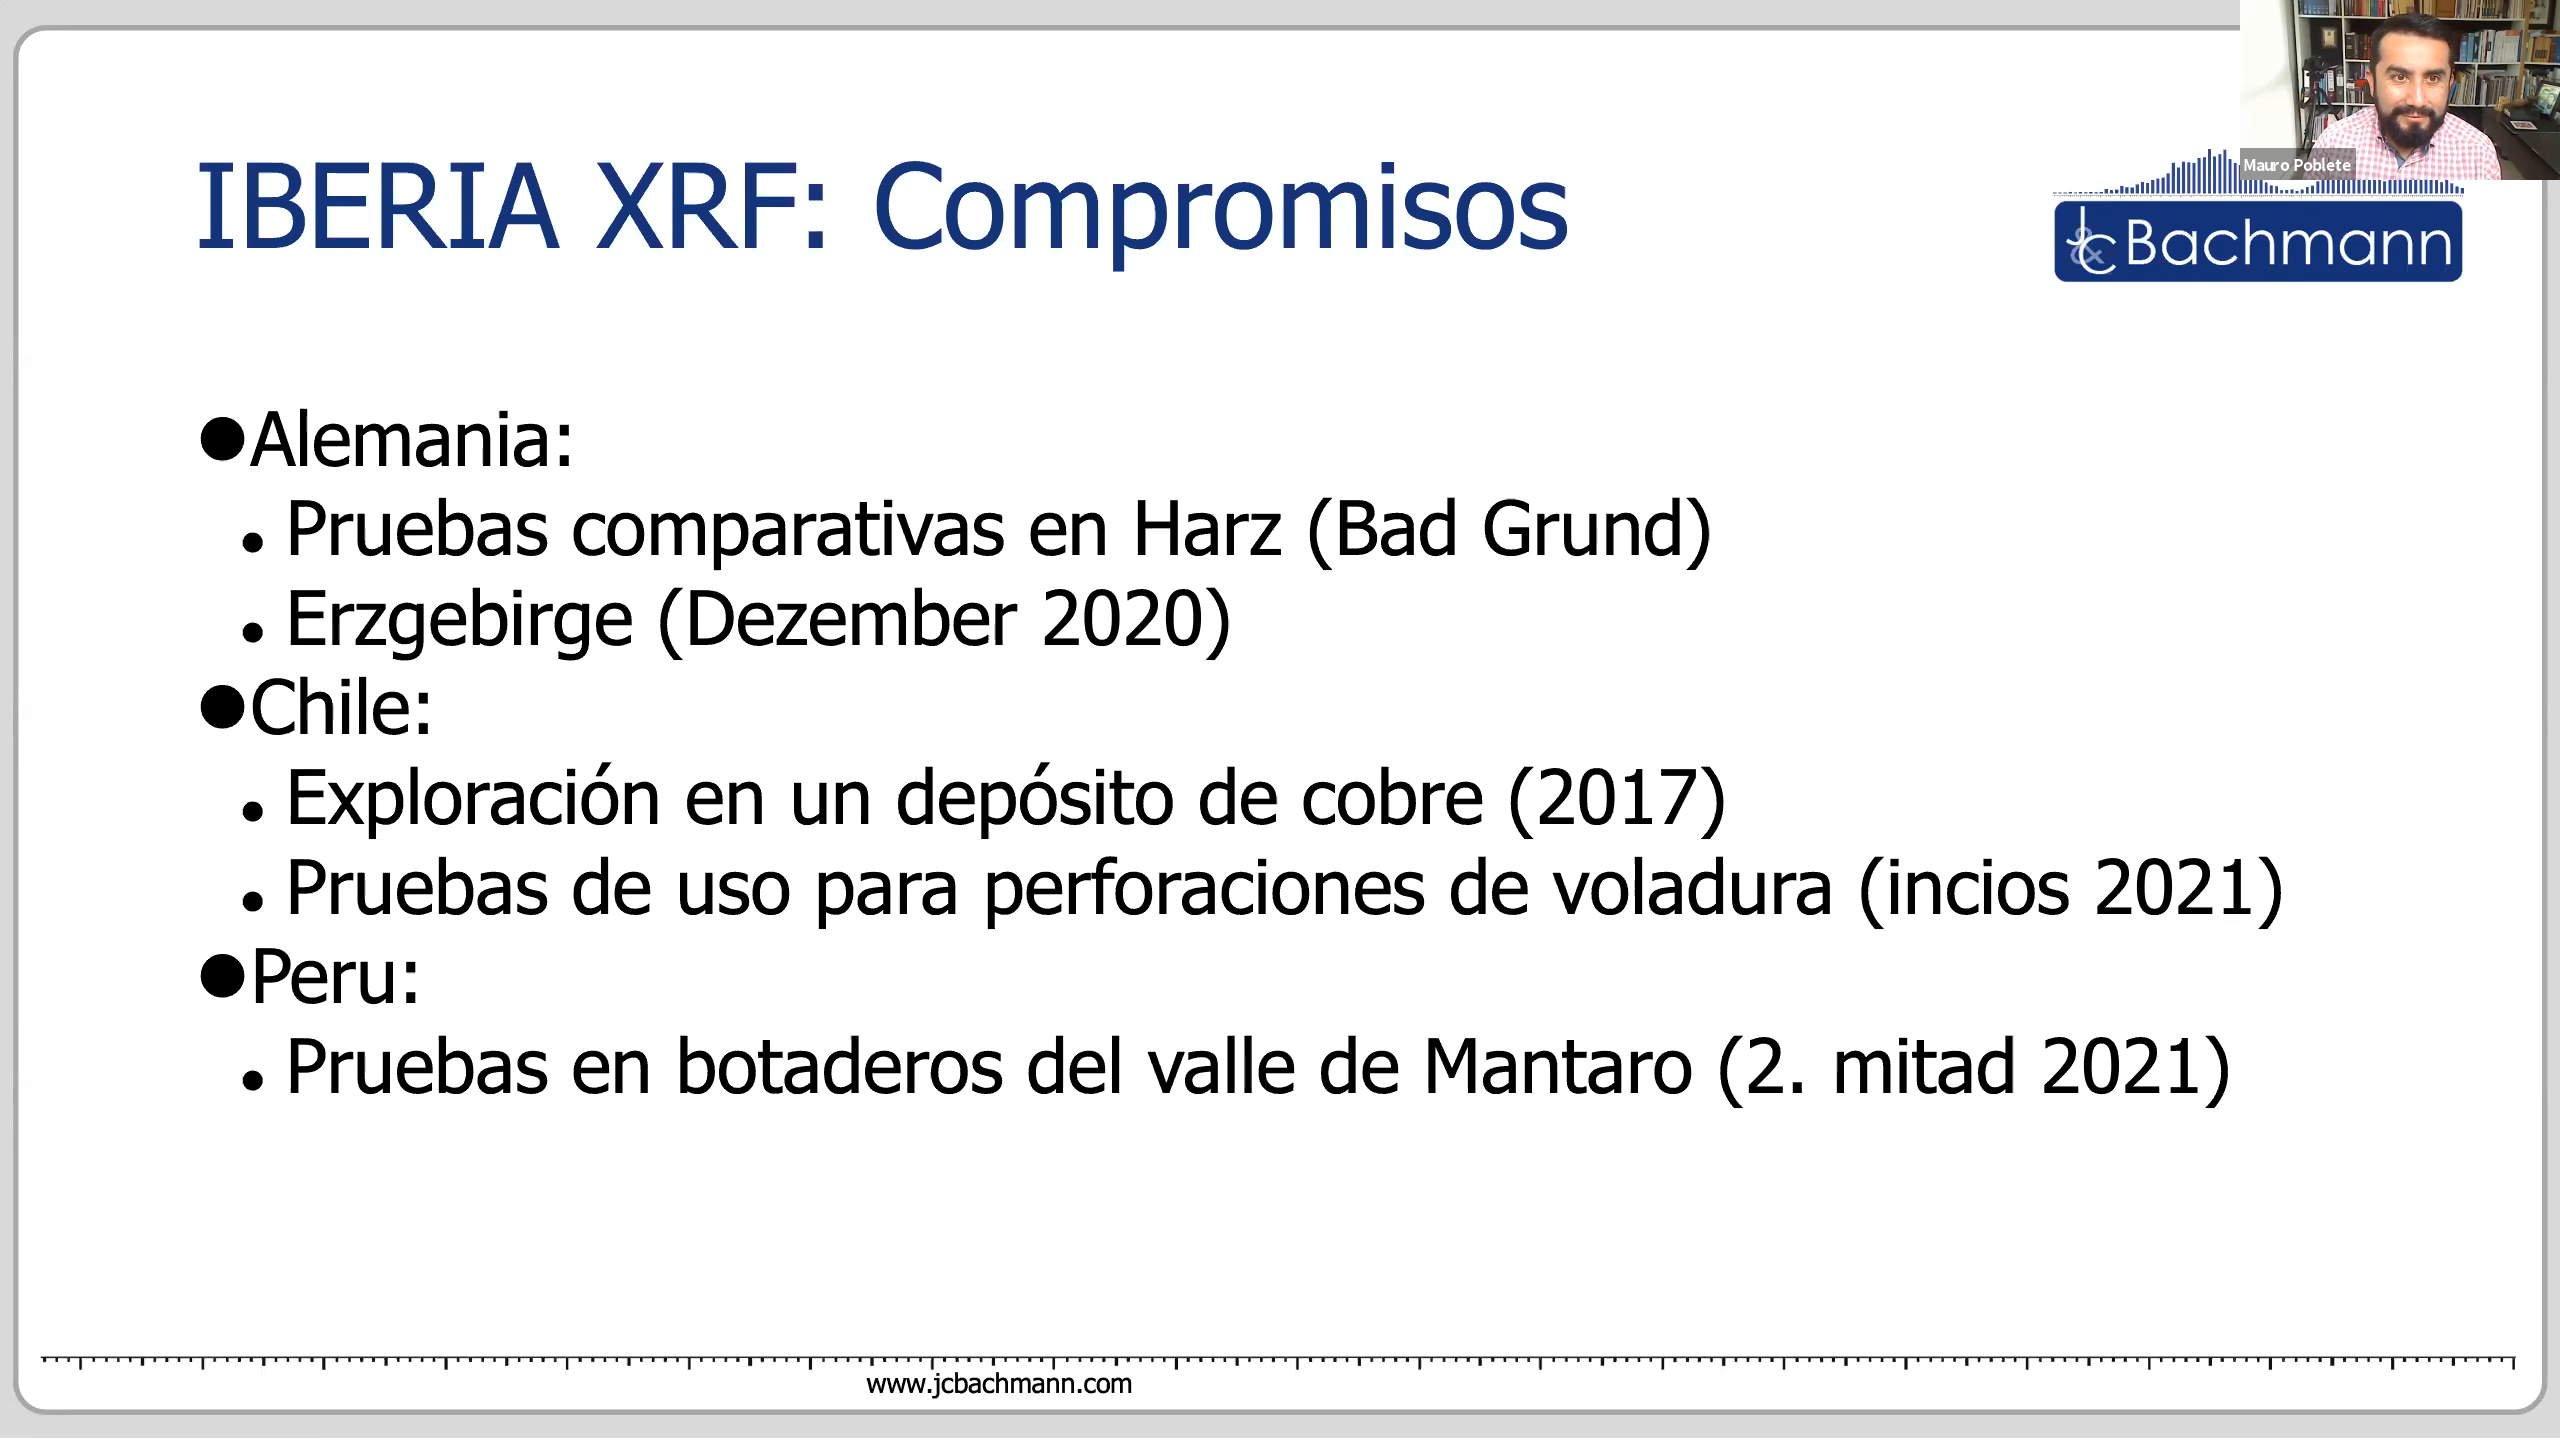 Mauro Poblete
IBERIA XRF: Compromisos
J&C Bachmann
●Alemania:
• Pruebas comparativas en Harz (Bad Grund)
• Erzgebirge (Dezember 2020)
●Chile:
• Exploración en un depósito de cobre (2017)
• Pruebas de uso para perforaciones de voladura (incios 2021)
●Peru:
• Pruebas en botaderos del valle de Mantaro (2. mitad 2021)
www.jcbachmann.com